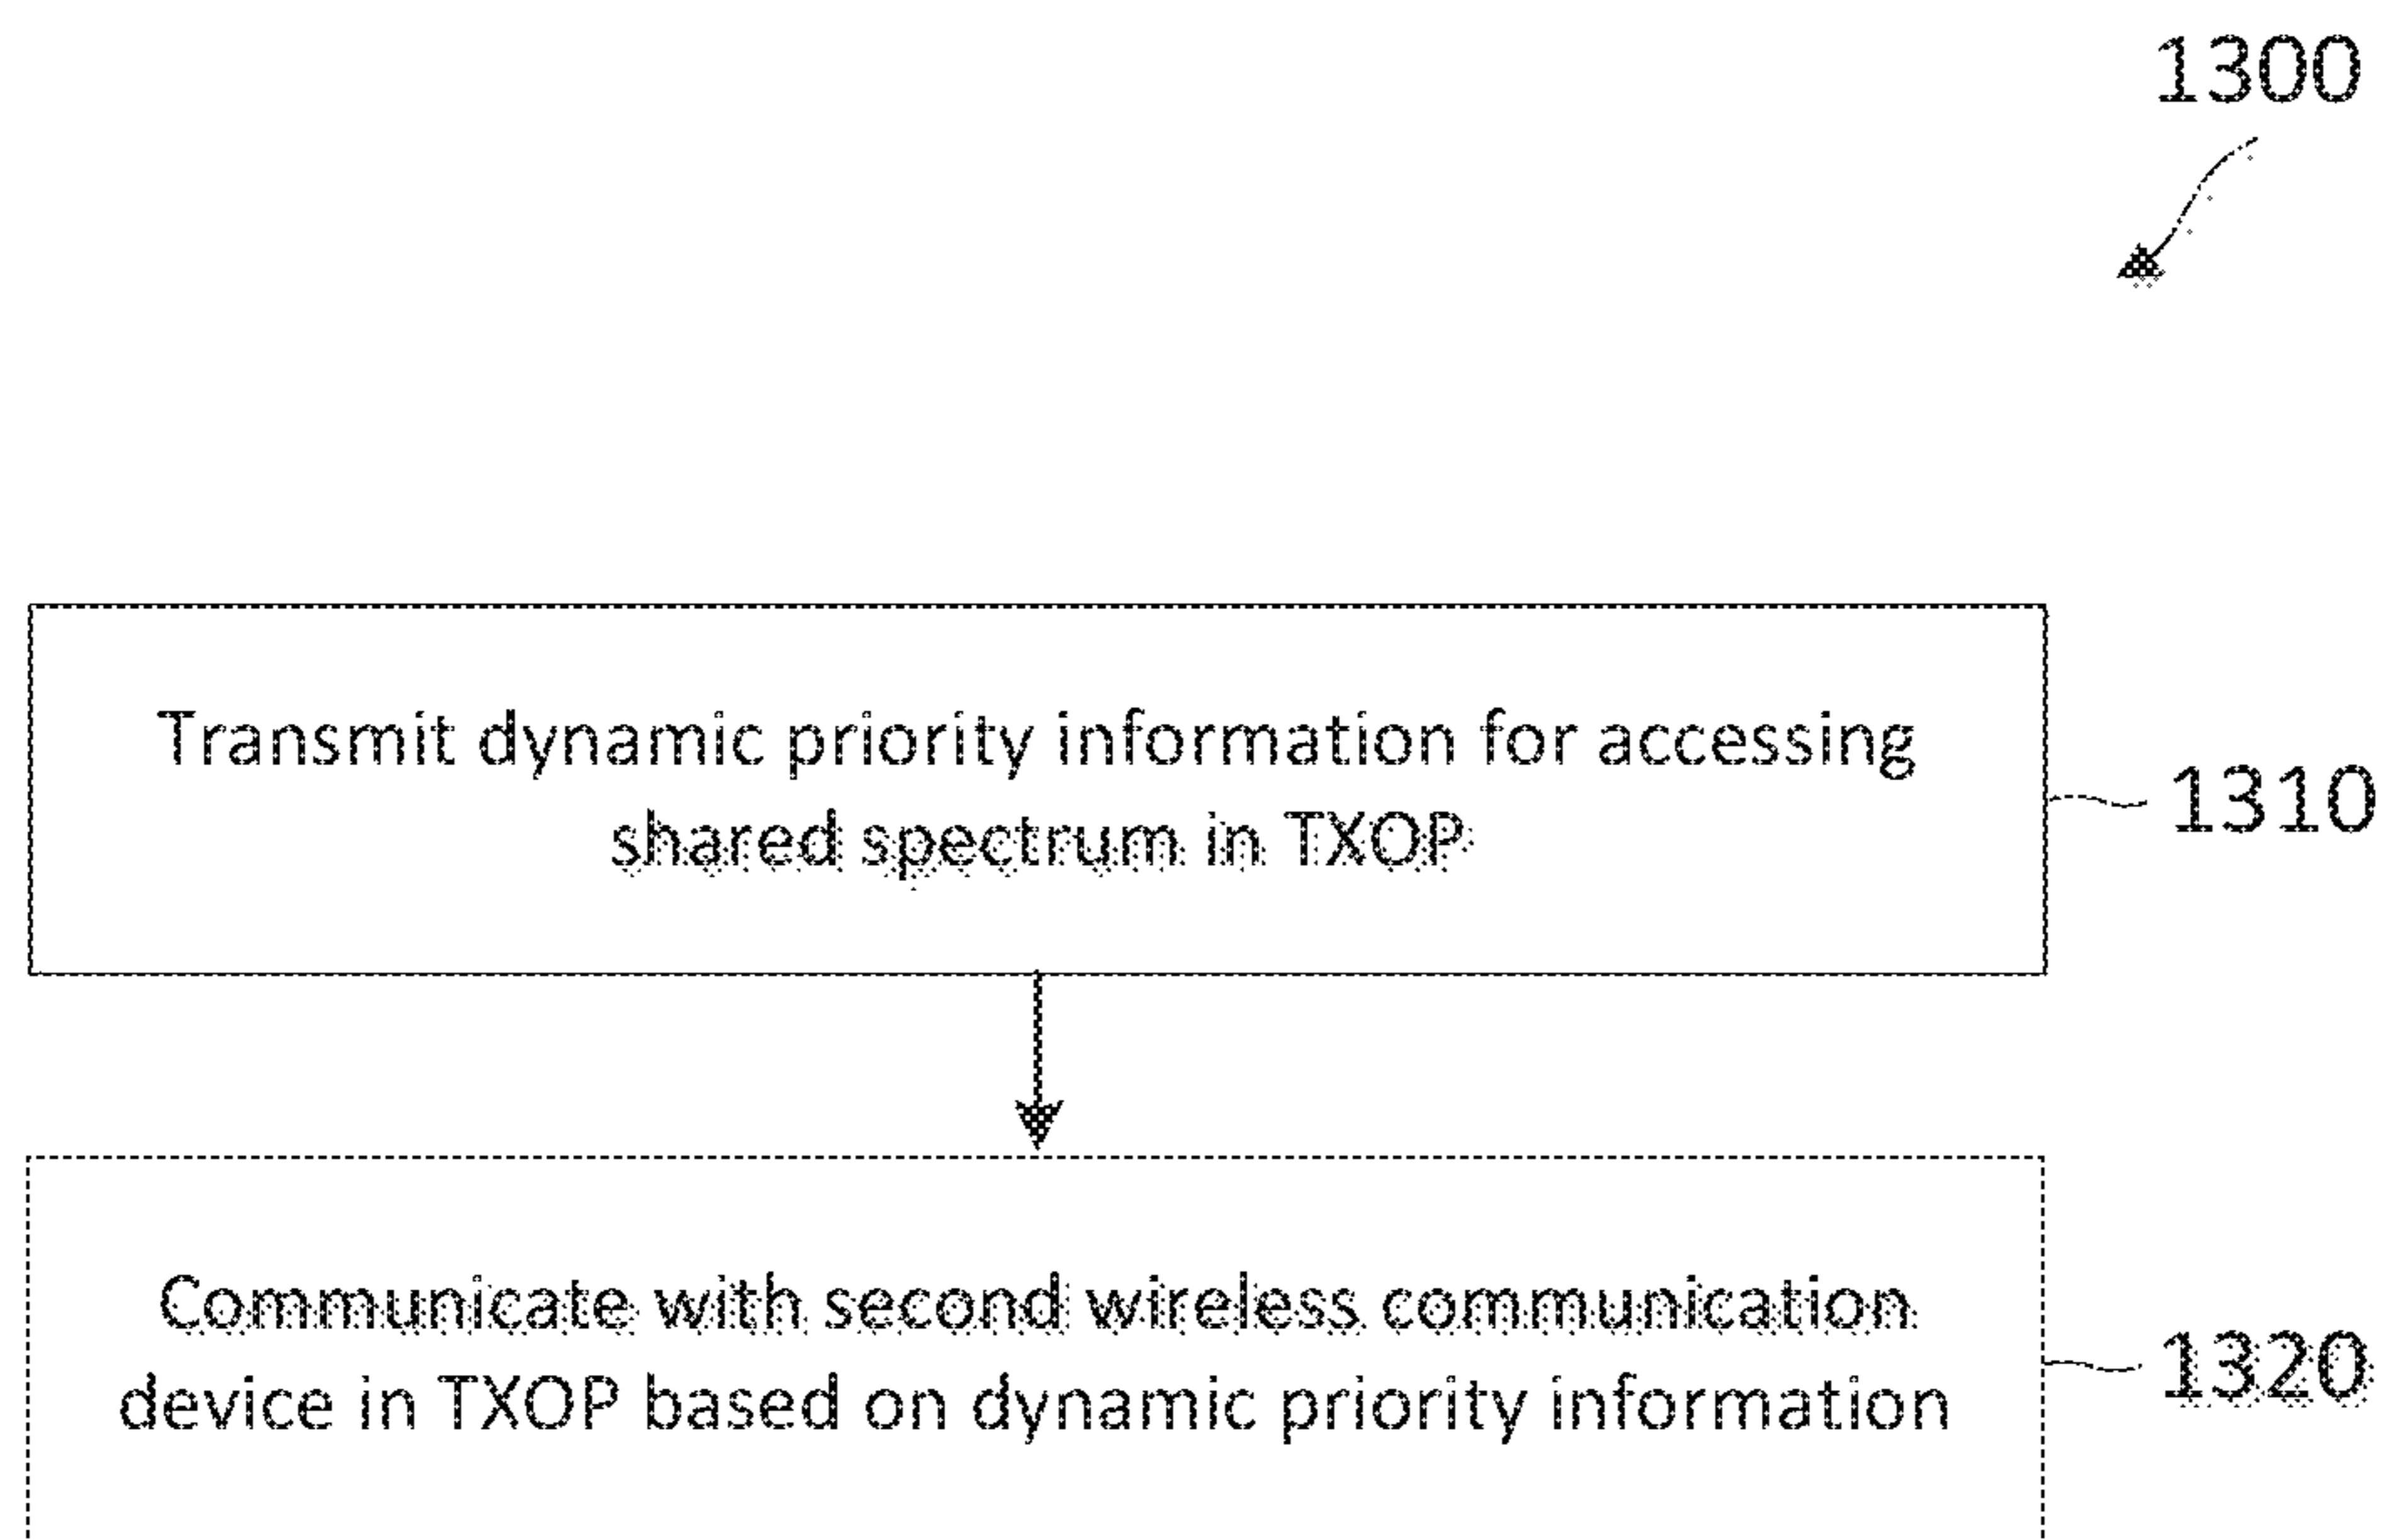 1300
Transmit dynamic priority information for accessing
shared spectrum in TXOP
1310
Communicate with second wireless communication
device in TXOP based on dynamic priority information
1320